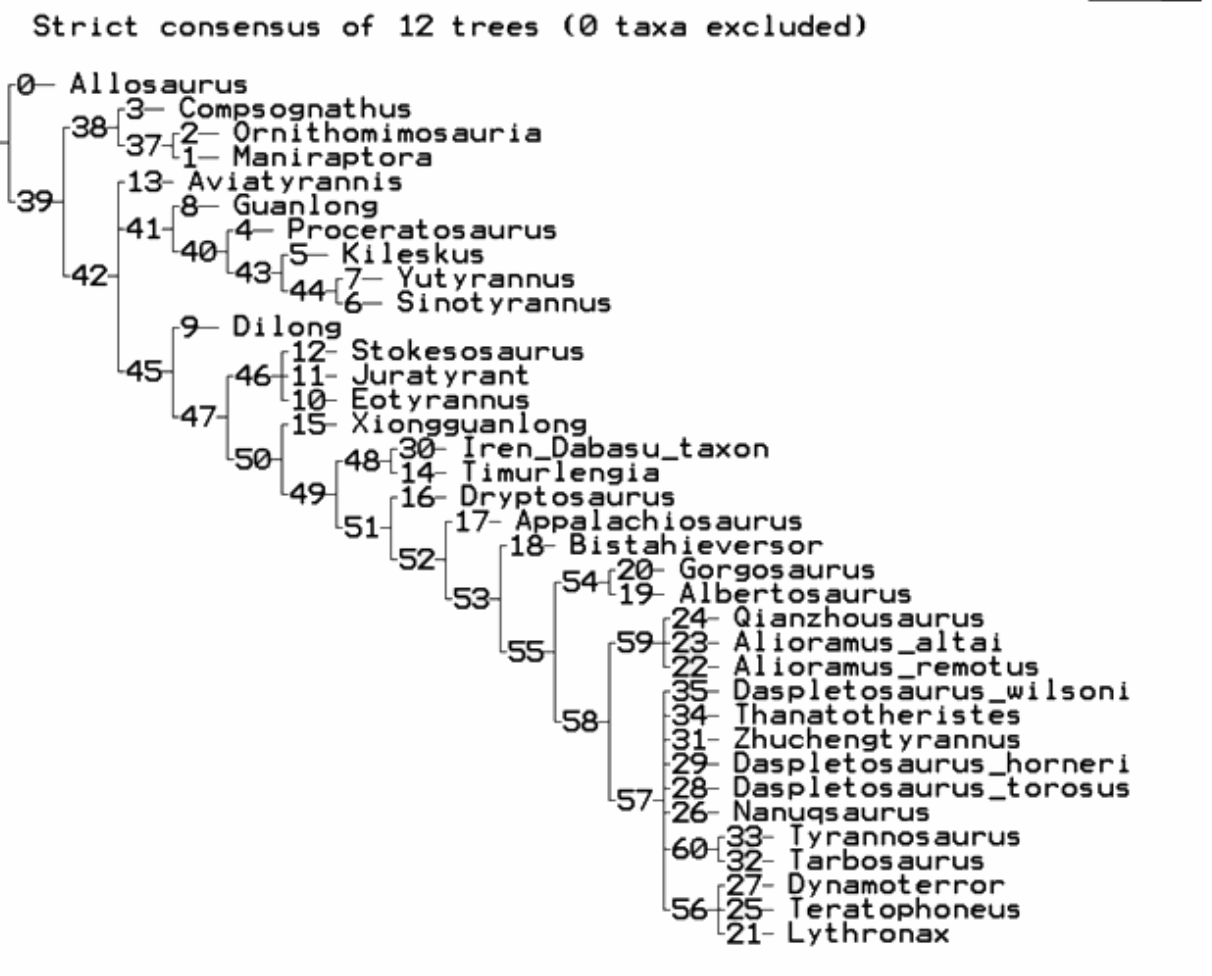 Strict consensus of 12 trees (0 taxa excluded)
0 Allosaurus
3 Compsognathus
38
2 Ornithomimosauria
37
1 Maniraptora
13 Aviatyrannis
39
8 Guanlong
41
4 Proceratosaurus
40
5 Kileskus
43
42
7 Yutyrannus
44
6 Sinotyrannus
9 Dilong
12 Stokesosaurus
45
46
11 Juratyrant
10 Eotyrannus
47
15 Xiongguanlong
30 Iren_Dabasu_taxon
50
48
14 Timurlengia
49
16 Dryptosaurus
17 Appalachiosaurus
51
18 Bistahieversor
52
20 Gorgosaurus
54
19 Albertosaurus
53
24 Qianzhousaurus
59
23 Alioramus_altai
55
22 Alioramus_remotus
35 Daspletosaurus_wilsoni
58
34 Thanatotheristes
31 Zhuchengtyrannus
29 Daspletosaurus_horneri
28 Daspletosaurus_torosus
57
26 Nanuqsaurus
33 Tyrannosaurus
60
32 Tarbosaurus
27 Dynamoterror
56
25 Teratophoneus
21 Lythronax